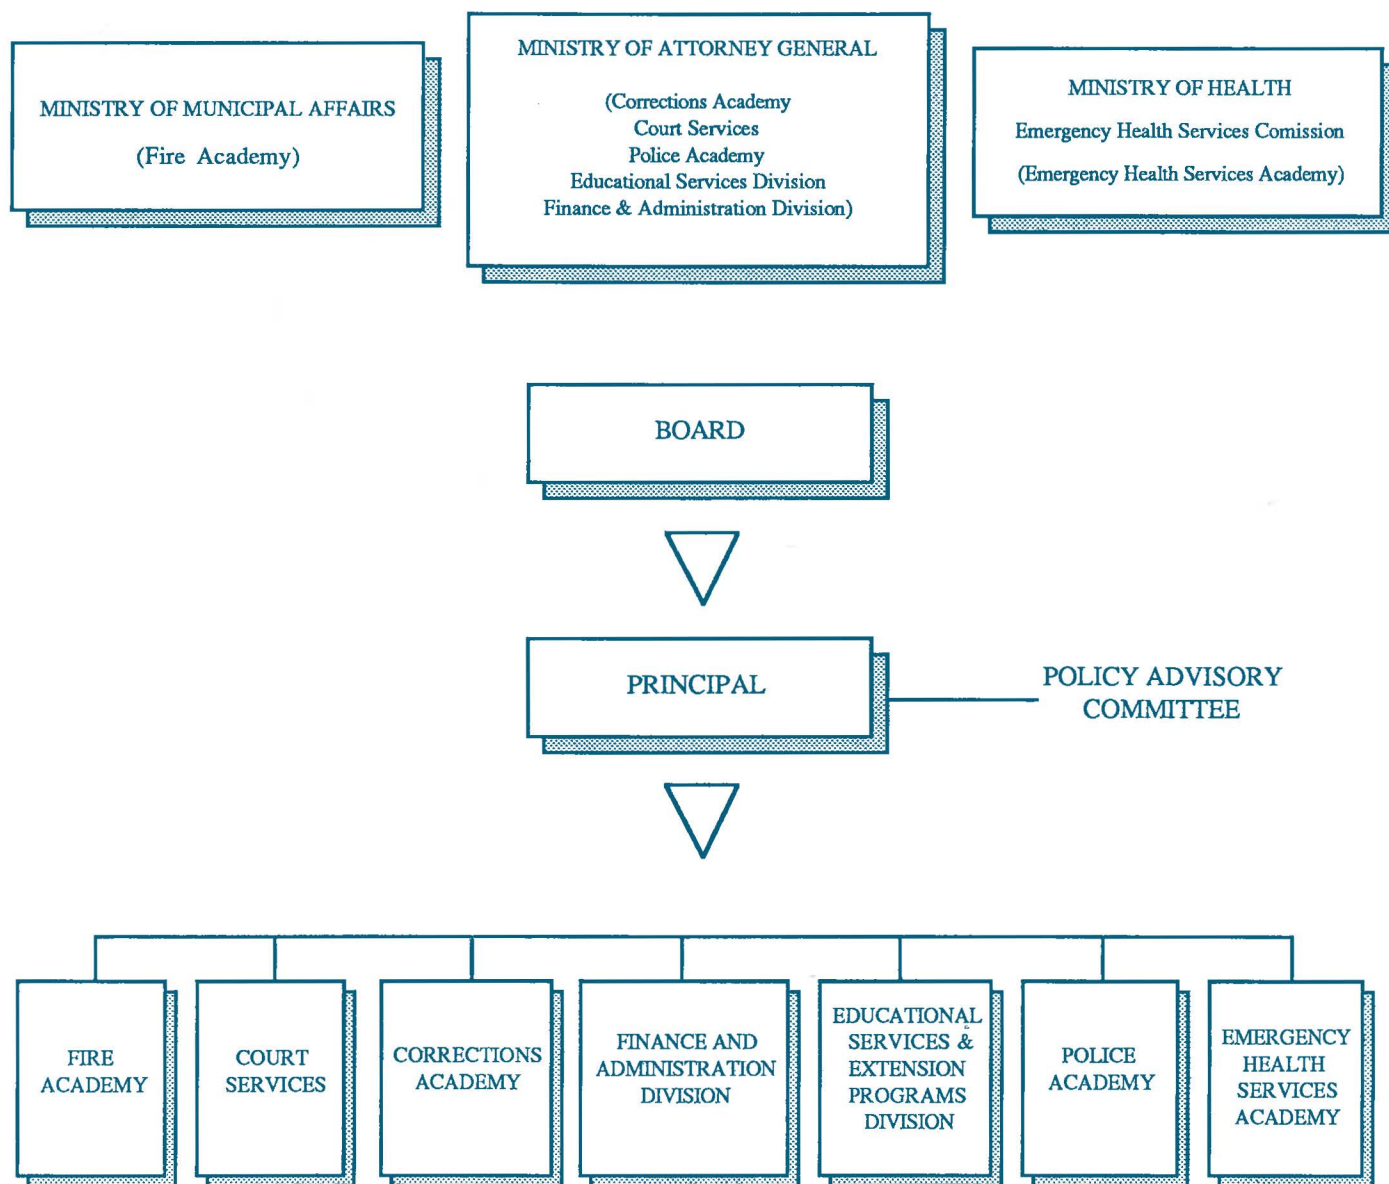 MINISTRY OF MUNICIPAL AFFAIRS
(Fire Academy)
MINISTRY OF ATTORNEY GENERAL
(Corrections Academy
Court Services
Police Academy
Educational Services Division
Finance & Administration Division)
MINISTRY OF HEALTH
Emergency Health Services Comission
(Emergency Health Services Academy)
BOARD
PRINCIPAL
POLICY ADVISORY
COMMITTEE
FIRE
ACADEMY
COURT
SERVICES
CORRECTIONS
ACADEMY
FINANCE AND
ADMINISTRATION
DIVISION
EDUCATIONAL
SERVICES &
EXTENSION
PROGRAMS
DIVISION
POLICE
ACADEMY
EMERGENCY
HEALTH
SERVICES
ACADEMY